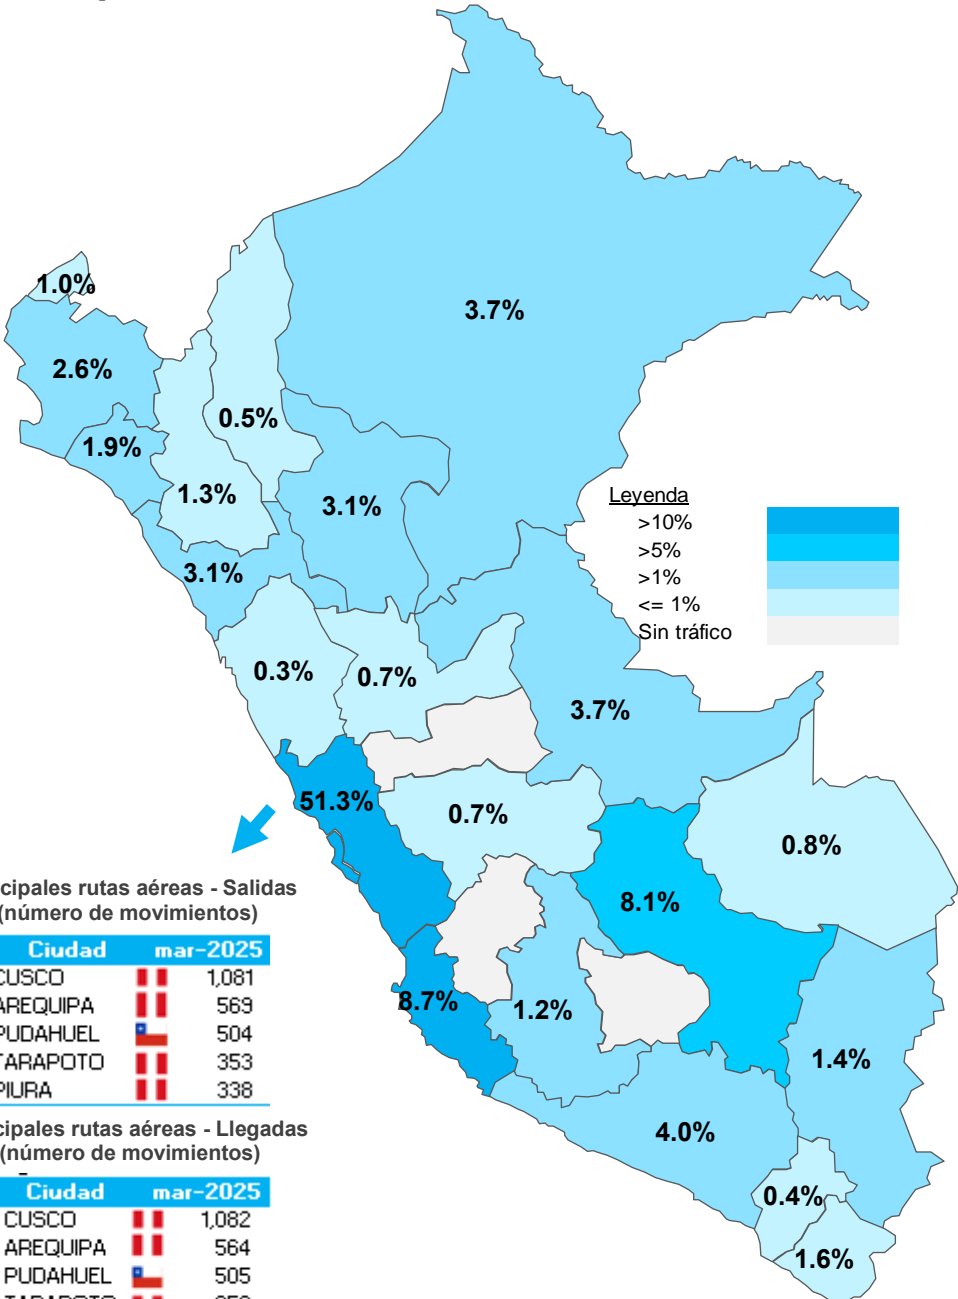 1.0%
3.7%
2.6%
0.5%
1.9%
1.3%
3.1%
Leyenda
>10%
>5%
>1%
<= 1%
Sin tráfico
3.1%
0.3%
0.7%
3.7%
51.3%
0.7%
0.8%
8.1%
8.7%
1.2%
1.4%
4.0%
0.4%
1.6%
cipales rutas aéreas - Salidas
(número de movimientos)
Ciudad mar-2025
CUSCO 1,081
AREQUIPA 569
PUDAHUEL 504
TARAPOTO 353
PIURA 338
cipales rutas aéreas - Llegadas
(número de movimientos)
Ciudad mar-2025
CUSCO 1,082
AREQUIPA 564
PUDAHUEL 505